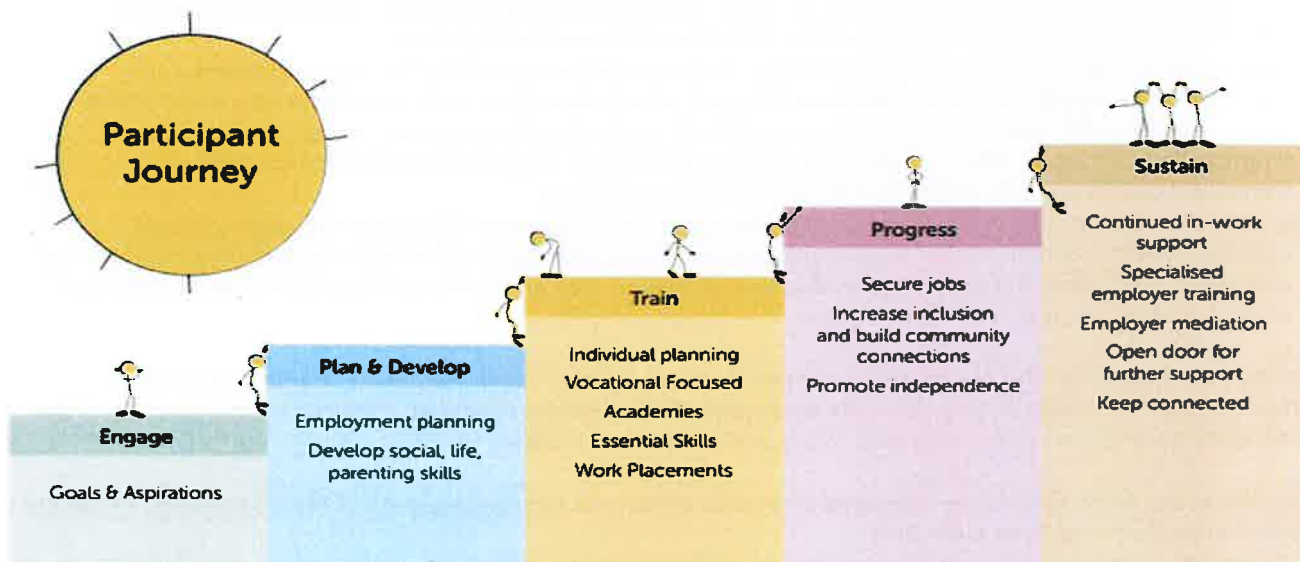 Participant
Journey
Engage
Goals & Aspirations
Plan & Develop
Employment planning
Develop social, life,
parenting skills
Train
Individual planning
Vocational Focused
Academies
Essential Skills
Work Placements
Progress
Secure jobs
Increase inclusion
and build community
connections
Promote independence
Sustain
Continued in-work
support
Specialised
employer training
Employer mediation
Open door for
further support
Keep connected